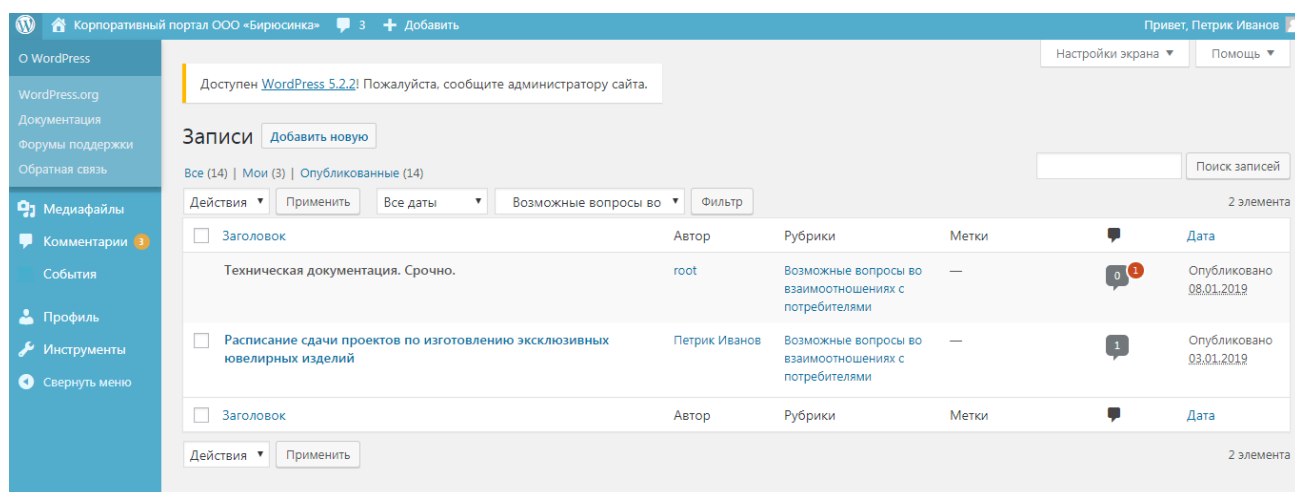 Корпоративный портал ООО «Бирюсинка» 3 + Добавить Привет, Петрик Иванов
О WordPress
WordPress.org
Документация
Форумы поддержки
Обратная связь
Медиафайлы
Комментарии 3
События
Профиль
Инструменты
Свернуть меню
Настройки экрана ▼ Помощь ▼
Доступен WordPress 5.2.2! Пожалуйста, сообщите администратору сайта.
Записи Добавить новую
Все (14) | Мои (3) | Опубликованные (14)
Поиск записей
Действия ▼ Применить Все даты ▼ Возможные вопросы во ▼ Фильтр 2 элемента
Заголовок Автор Рубрики Метки Дата
Техническая документация. Срочно. root Возможные вопросы во — 0 1 Опубликовано
взаимоотношениях с 08.01.2019
потребителями
Расписание сдачи проектов по изготовлению эксклюзивных Петрик Иванов Возможные вопросы во — 1 Опубликовано
ювелирных изделий взаимоотношениях с 03.01.2019
потребителями
Заголовок Автор Рубрики Метки Дата
Действия ▼ Применить 2 элемента